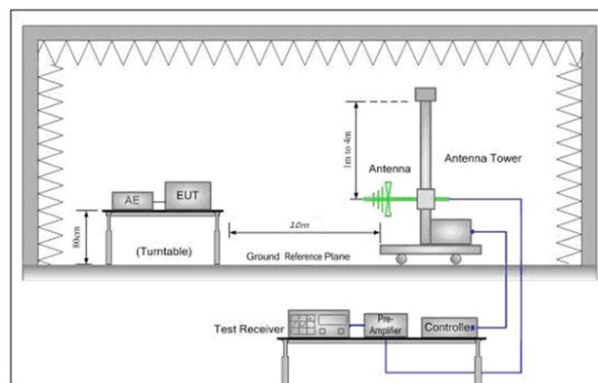 1m to 4m
Antenna
Antenna Tower
AE
EUT
80cm
(Turntable)
10m
Ground Reference Plane
Test Receiver
Pre-
Amplifier
Controller